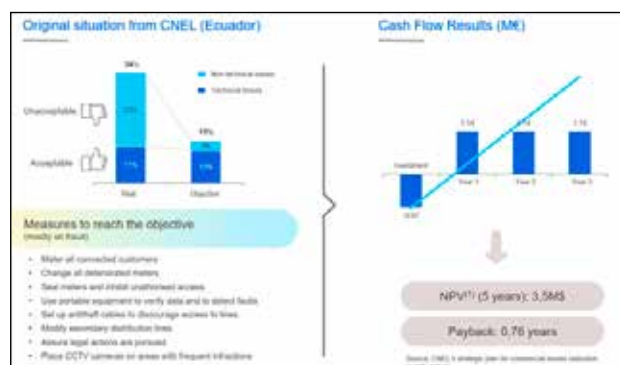 Original situation from CNEL (Ecuador)
Non-technical losses
Technical losses
Unacceptable
Acceptable
Real
Objective
Measures to reach the objective
(mostly on fraud)
Meter all connected customers
Change all deteriorated meters
Seal meters and inhibit unauthorised access
Use portable equipment to verify data and to detect faults
Set up antitheft cables to discourage access to lines
Modify secondary distribution lines
Assure legal actions are pursued
Place CCTV cameras on areas with frequent infractions
Cash Flow Results (M€)
Investment
Year 1
Year 2
Year 3
NPV⁽¹⁾ (5 years): 3,5M$
Payback: 0,76 years
Source: CNEL's strategic plan for commercial losses reduction